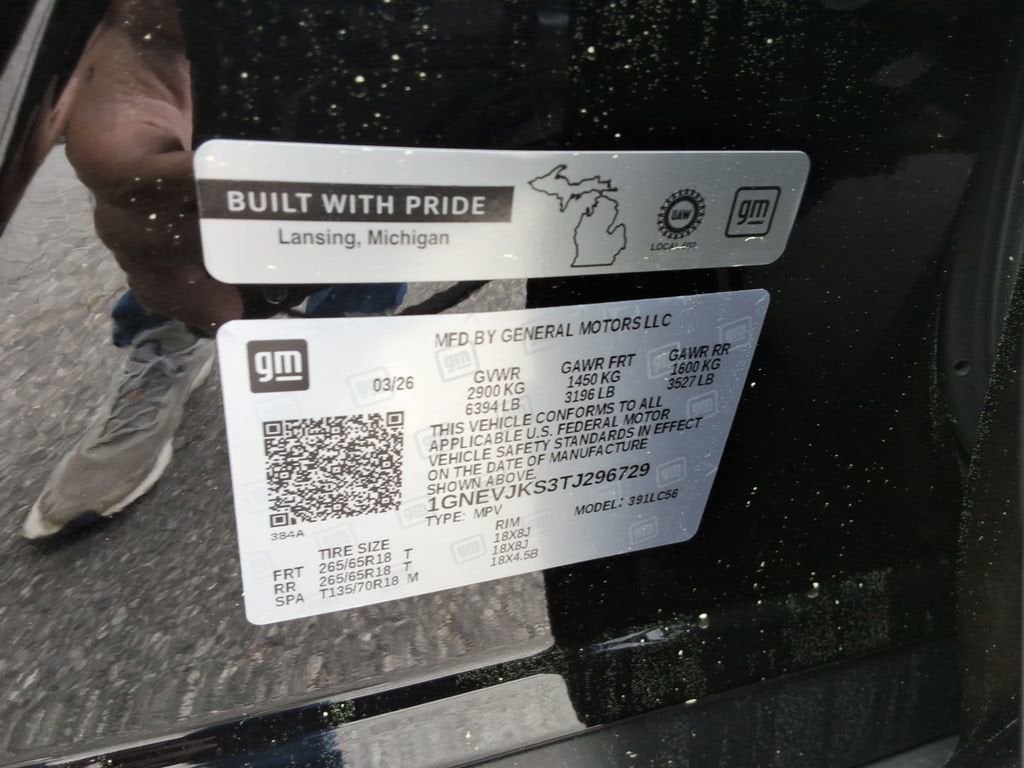 BUILT WITH PRIDE
Lansing, Michigan
UAW
gm
gm
MFD BY GENERAL MOTORS LLC
03/26
GVWR
2900 KG
6394 LB
GAWR FRT
1450 KG
3196 LB
GAWR RR
1600 KG
3527 LB
THIS VEHICLE CONFORMS TO ALL
APPLICABLE U.S. FEDERAL MOTOR
VEHICLE SAFETY STANDARDS IN EFFECT
ON THE DATE OF MANUFACTURE
SHOWN ABOVE.
1GNEVJKS3TJ296729
TYPE: MPV
MODEL: 391LC56
384A
TIRE SIZE
RIM
FRT 265/65R18 T 18X8J
RR 265/65R18 T 18X8J
SPA T135/70R18 M 18X4.5B